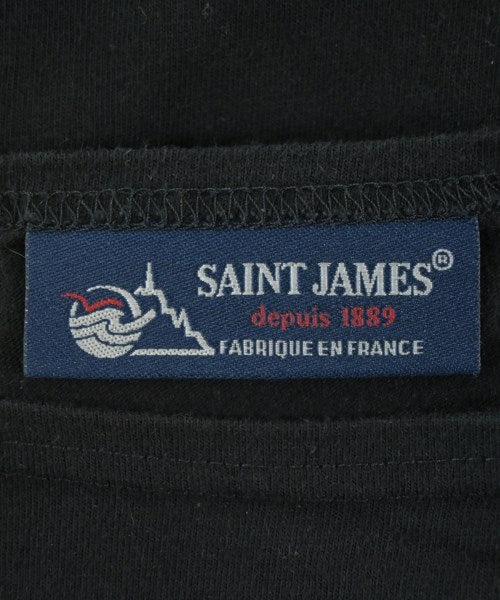 SAINT JAMES®
depuis 1889
FABRIQUE EN FRANCE